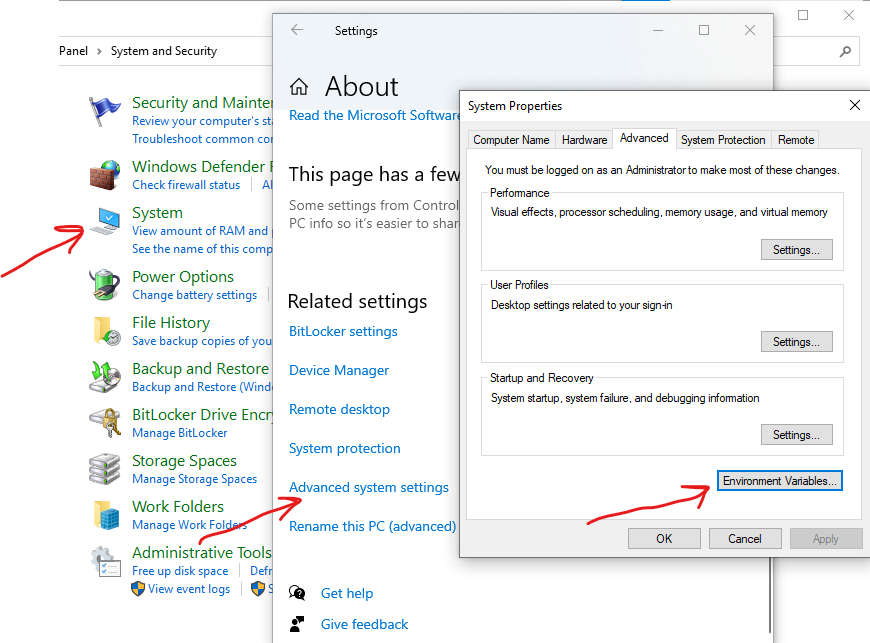 Panel > System and Security
Security and Mainten
Review your computer's sta
Troubleshoot common co
Windows Defender F
Check firewall status
System
View amount of RAM and p
See the name of this comp
Power Options
Change battery settings
File History
Save backup copies of you
Backup and Restore
Backup and Restore (Windo
BitLocker Drive Encry
Manage BitLocker
Storage Spaces
Manage Storage Spaces
Work Folders
Manage Work Folders
Administrative Tools
Free up disk space Defr
View event logs S
Settings
About
Read the Microsoft Software
This page has a few
Some settings from Control
PC info so it's easier to shar
Related settings
BitLocker settings
Device Manager
Remote desktop
System protection
Advanced system settings
Rename this PC (advanced)
Get help
Give feedback
System Properties
Computer Name Hardware Advanced System Protection Remote
You must be logged on as an Administrator to make most of these changes.
Performance
Visual effects, processor scheduling, memory usage, and virtual memory
Settings...
User Profiles
Desktop settings related to your sign-in
Settings...
Startup and Recovery
System startup, system failure, and debugging information
Settings...
Environment Variables...
OK Cancel Apply